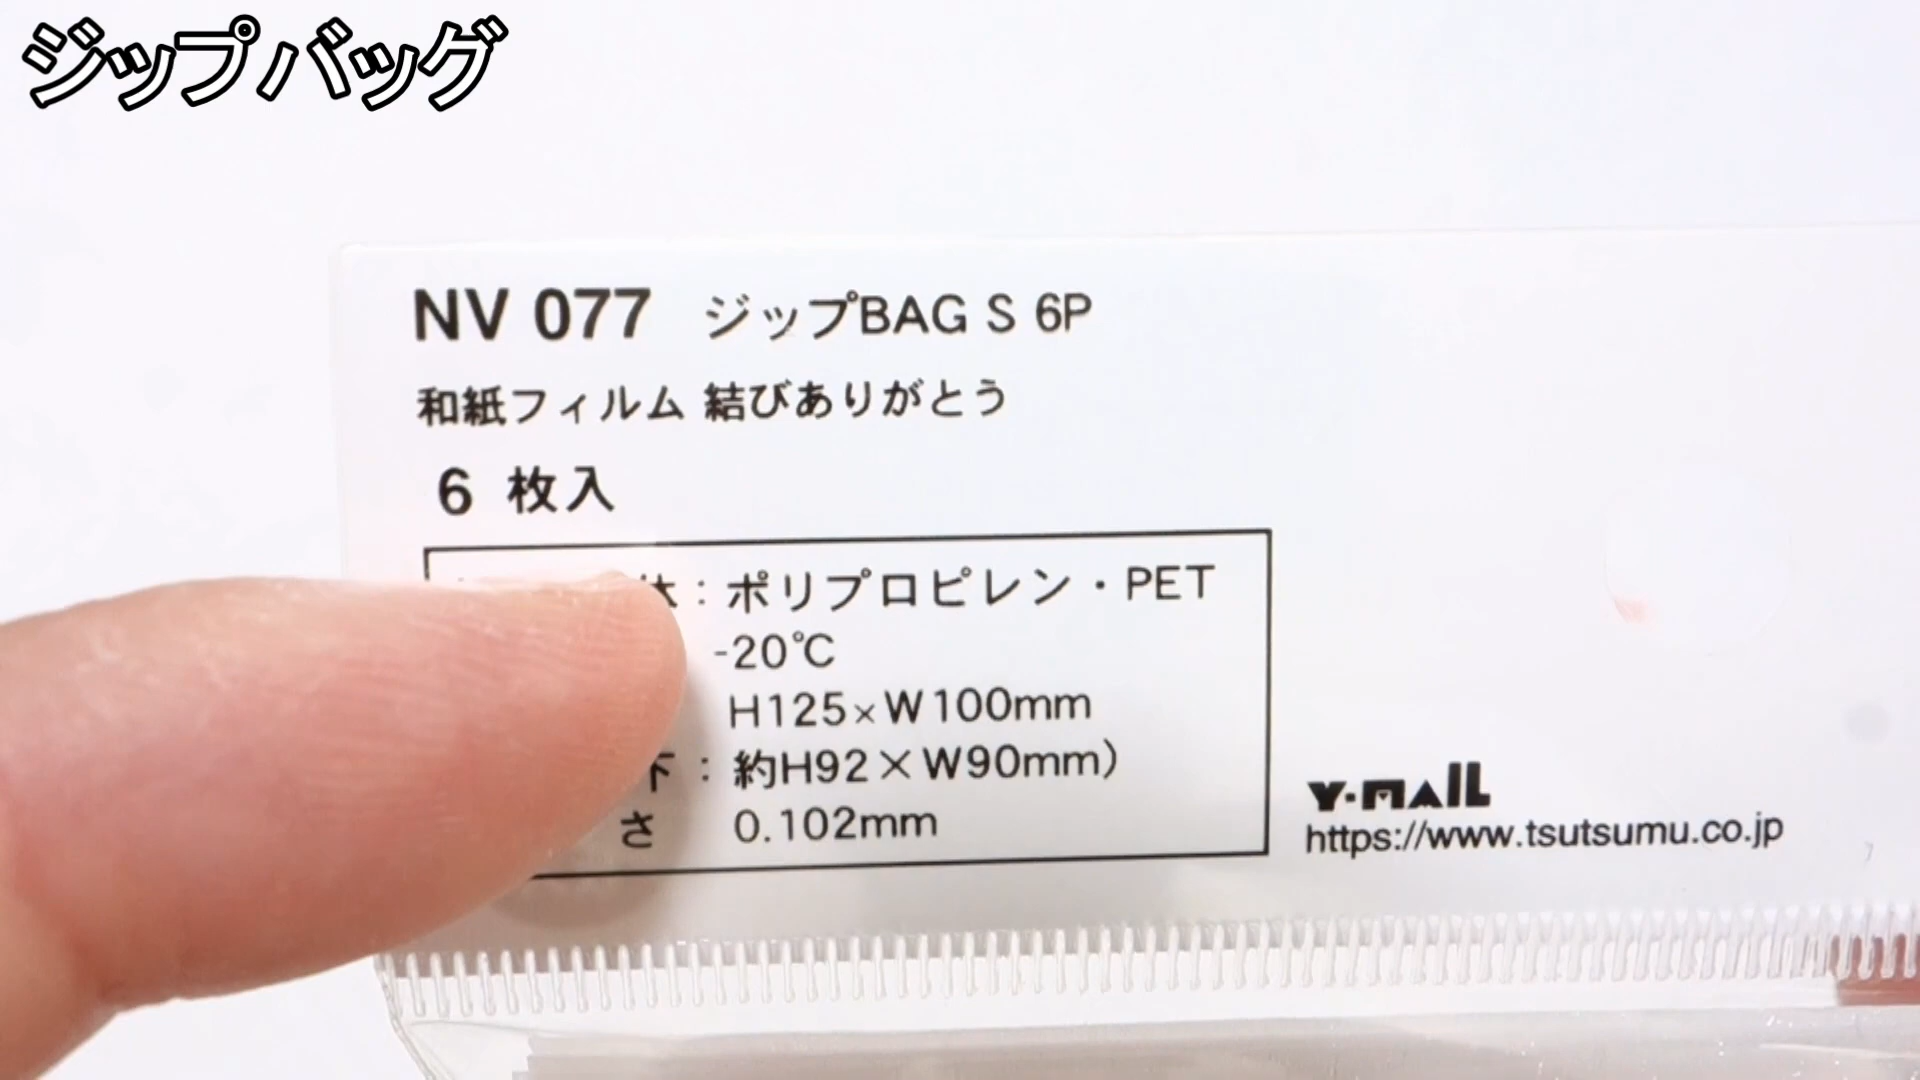 ジップバッグ
NV 077 ジップBAG S 6P
和紙フィルム 結びありがとう
6 枚入
: ポリプロピレン・PET
-20℃
H125×W100mm
下 : 約H92×W90mm)
さ 0.102mm
Y-MAIL
https://www.tsutsumu.co.jp